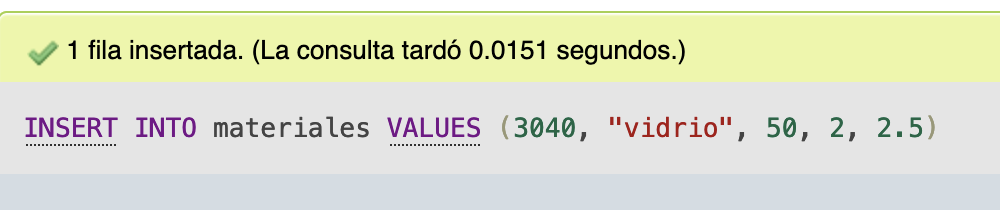 1 fila insertada. (La consulta tardó 0.0151 segundos.)
INSERT INTO materiales VALUES (3040, "vidrio", 50, 2, 2.5)